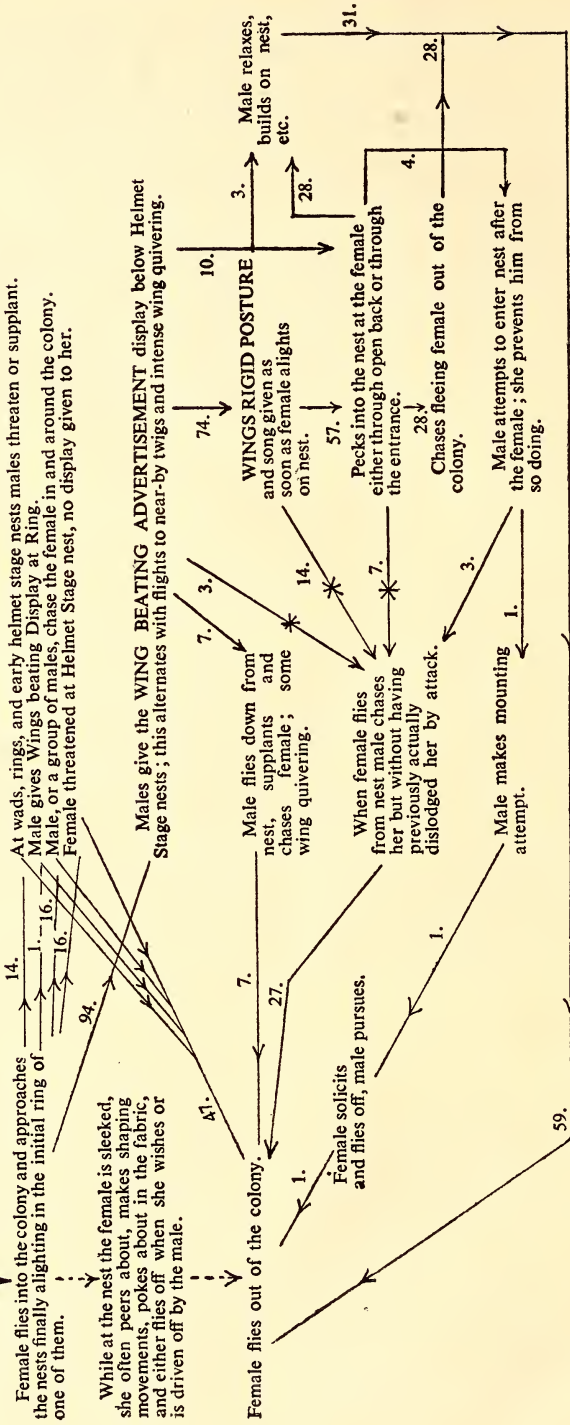 Female flies into the colony and approaches
the nests finally alighting in the initial ring of
one of them.
While at the nest the female is sleeked,
she often peers about, makes shaping
movements, pokes about in the fabric,
and either flies off when she wishes or
is driven off by the male.
Female flies out of the colony.
14.
1.
16.
16.
94.
47.
At wads, rings, and early helmet stage nests males threaten or supplant.
Male gives Wings beating Display at Ring.
Male, or a group of males, chase the female in and around the colony.
Female threatened at Helmet Stage nest, no display given to her.
Males give the WING BEATING ADVERTISEMENT display below Helmet
Stage nests; this alternates with flights to near-by twigs and intense wing quivering.
7.
3.
74.
10.
7.
Male flies down from
nest, supplants and
chases female; some
wing quivering.
WINGS RIGID POSTURE
and song given as
soon as female alights
on nest.
3.
Male relaxes,
builds on nest,
etc.
28.
31.
14.
57.
27.
When female flies
from nest male chases
her but without having
previously actually
dislodged her by attack.
7.
Pecks into the nest at the female
either through open back or through
the entrance.
28.
Chases fleeing female out of the
colony.
4.
28.
Male attempts to enter nest after
the female; she prevents him from
so doing.
3.
1.
Male makes mounting
attempt.
1.
Female solicits
and flies off, male pursues.
1.
59.